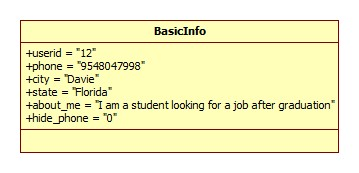 BasicInfo
+userid = "12"
+phone = "9548047998"
+city = "Davie"
+state = "Florida"
+about_me = "I am a student looking for a job after graduation"
+hide_phone = "0"